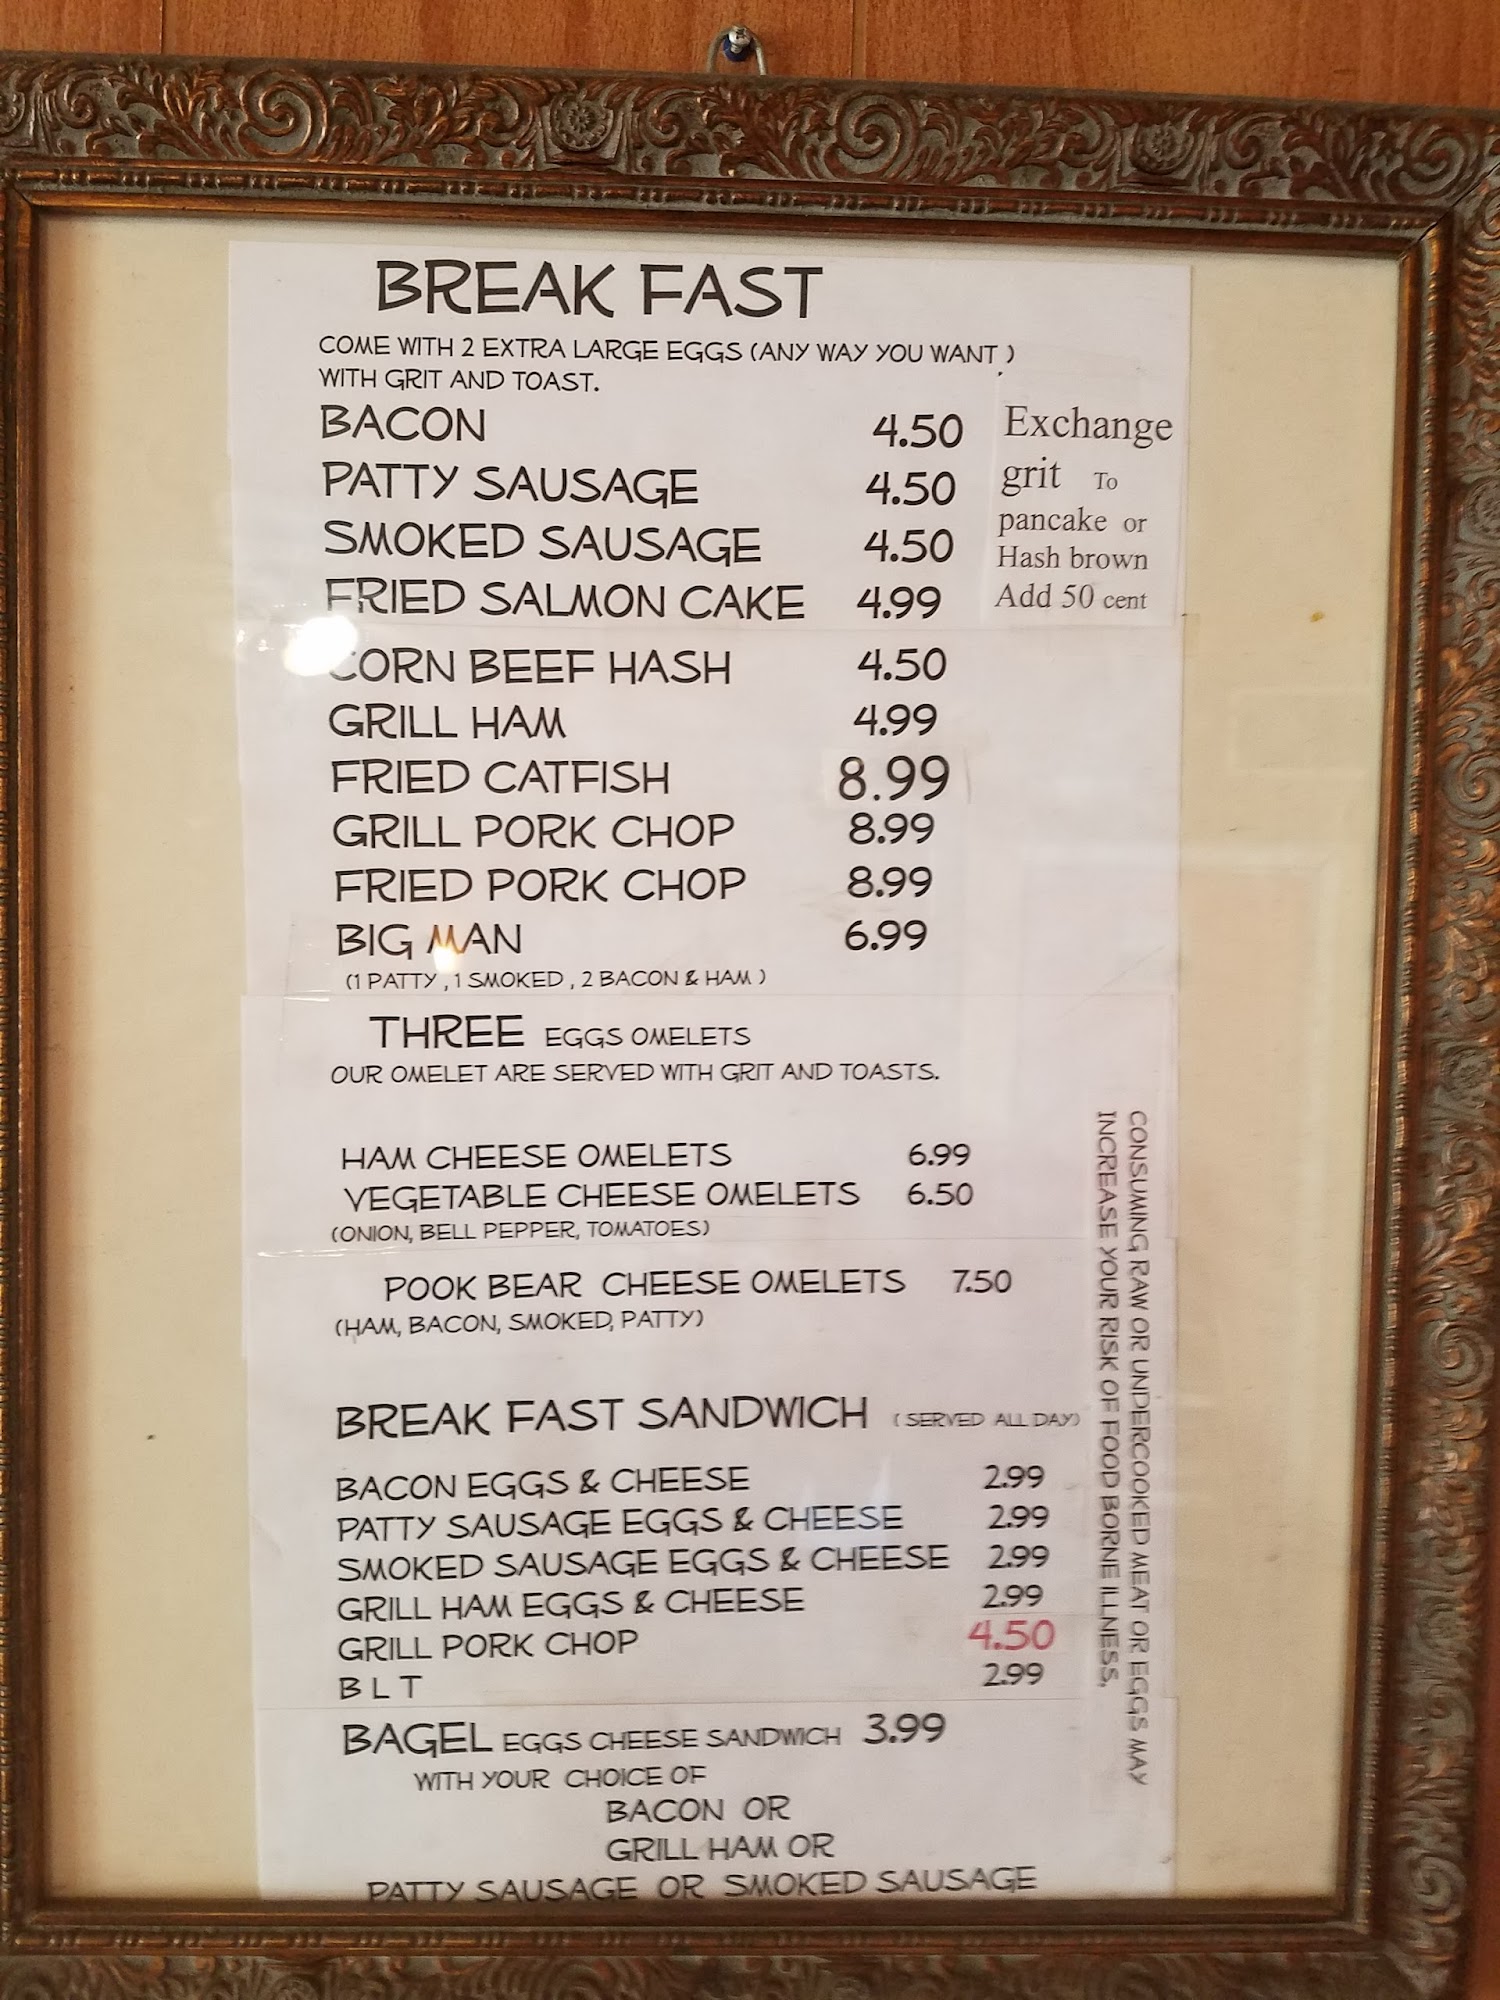 BREAK FAST
COME WITH 2 EXTRA LARGE EGGS (ANY WAY YOU WANT )
WITH GRIT AND TOAST.
BACON 4.50
PATTY SAUSAGE 4.50
SMOKED SAUSAGE 4.50
FRIED SALMON CAKE 4.99
Exchange
grit To
pancake or
Hash brown
Add 50 cent
CORN BEEF HASH 4.50
GRILL HAM 4.99
FRIED CATFISH 8.99
GRILL PORK CHOP 8.99
FRIED PORK CHOP 8.99
BIG MAN 6.99
(1 PATTY , 1 SMOKED , 2 BACON & HAM )
THREE EGGS OMELETS
OUR OMELET ARE SERVED WITH GRIT AND TOASTS.
HAM CHEESE OMELETS 6.99
VEGETABLE CHEESE OMELETS 6.50
(ONION, BELL PEPPER, TOMATOES)
POOK BEAR CHEESE OMELETS 7.50
(HAM, BACON, SMOKED, PATTY)
BREAK FAST SANDWICH ( SERVED ALL DAY)
BACON EGGS & CHEESE 2.99
PATTY SAUSAGE EGGS & CHEESE 2.99
SMOKED SAUSAGE EGGS & CHEESE 2.99
GRILL HAM EGGS & CHEESE 2.99
GRILL PORK CHOP 4.50
B L T 2.99
BAGEL EGGS CHEESE SANDWICH 3.99
WITH YOUR CHOICE OF
BACON OR
GRILL HAM OR
PATTY SAUSAGE OR SMOKED SAUSAGE
CONSUMING RAW OR UNDERCOOKED MEAT OR EGGS MAY
INCREASE YOUR RISK OF FOOD BORNE ILLNESS.